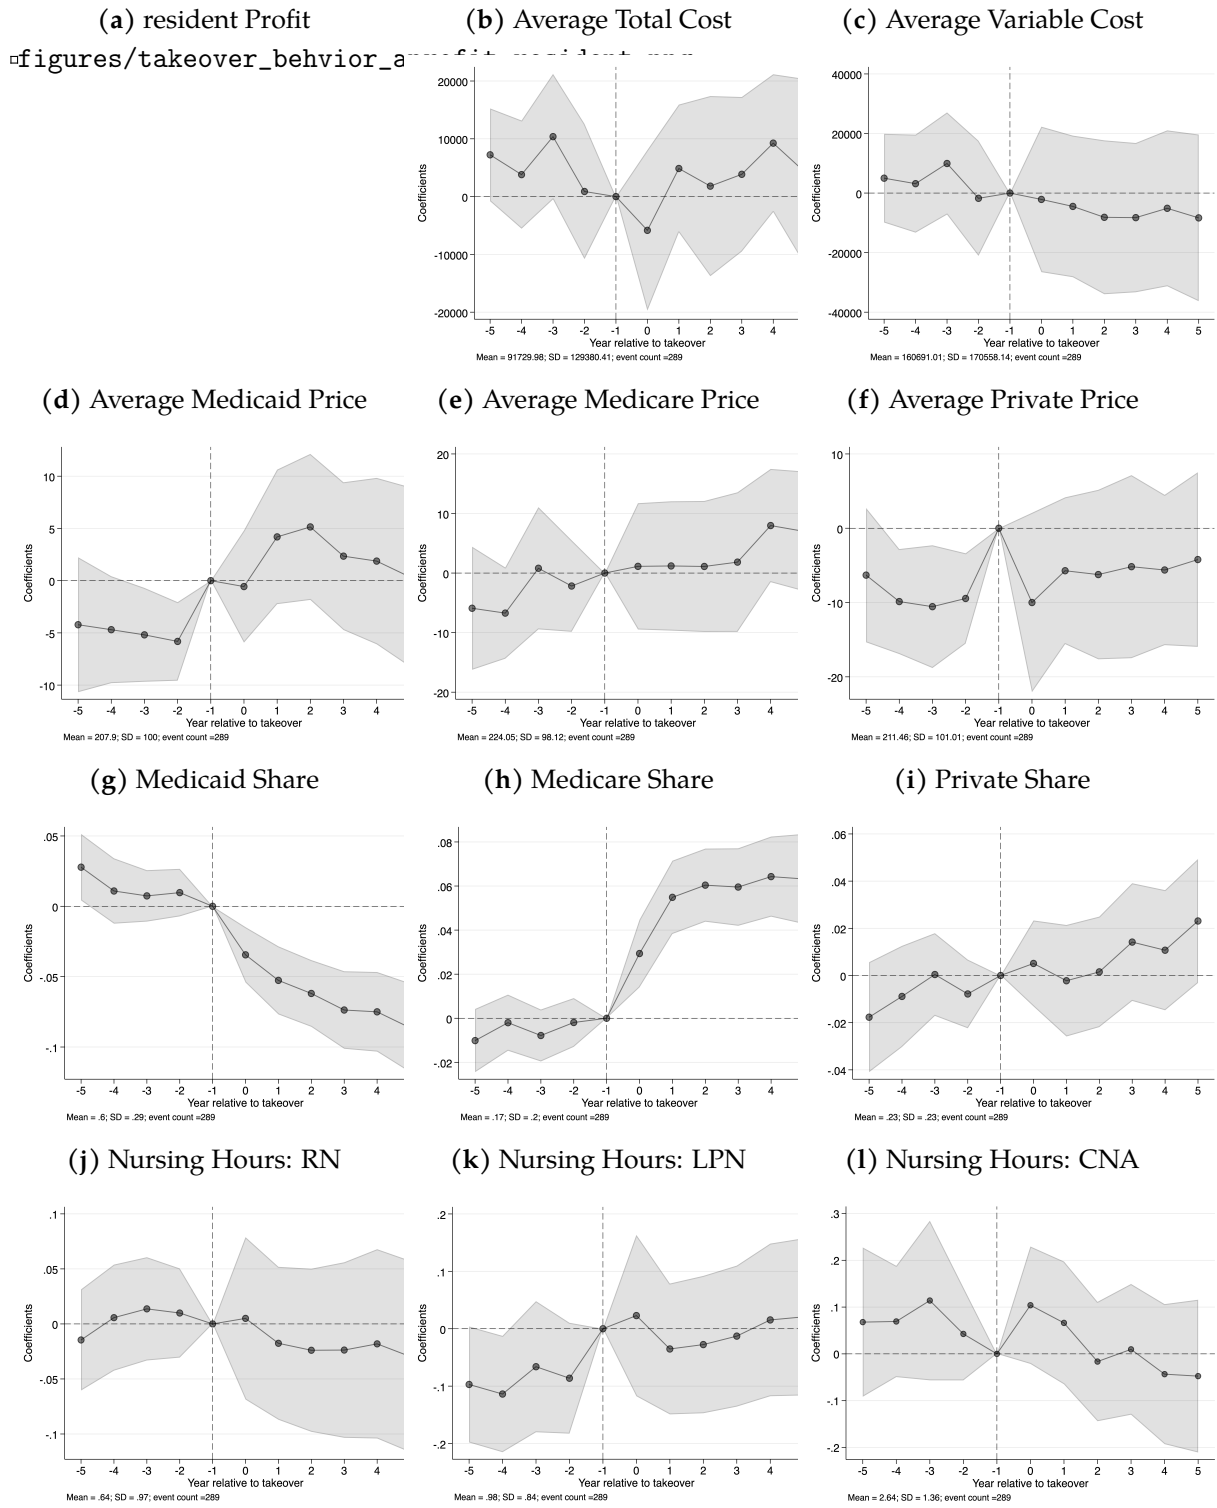 (a) resident Profit
(b) Average Total Cost
(c) Average Variable Cost
figures/takeover_behvior_a
20000
10000
0
-10000
-20000
Coefficients
-5 -4 -3 -2 -1 0 1 2 3 4
Year relative to takeover
Mean = 91729.98; SD = 129380.41; event count =289
40000
20000
0
-20000
-40000
Coefficients
-5 -4 -3 -2 -1 0 1 2 3 4 5
Year relative to takeover
Mean = 160691.01; SD = 170558.14; event count =289
(d) Average Medicaid Price
(e) Average Medicare Price
(f) Average Private Price
10
5
0
-5
-10
Coefficients
-5 -4 -3 -2 -1 0 1 2 3 4
Year relative to takeover
Mean = 207.9; SD = 100; event count =289
20
10
0
-10
-20
Coefficients
-5 -4 -3 -2 -1 0 1 2 3 4
Year relative to takeover
Mean = 224.05; SD = 98.12; event count =289
10
0
-10
-20
Coefficients
-5 -4 -3 -2 -1 0 1 2 3 4 5
Year relative to takeover
Mean = 211.46; SD = 101.01; event count =289
(g) Medicaid Share
(h) Medicare Share
(i) Private Share
.05
0
-.05
-.1
Coefficients
-5 -4 -3 -2 -1 0 1 2 3 4
Year relative to takeover
Mean = .6; SD = .29; event count =289
.08
.06
.04
.02
0
-.02
Coefficients
-5 -4 -3 -2 -1 0 1 2 3 4
Year relative to takeover
Mean = .17; SD = .2; event count =289
.06
.04
.02
0
-.02
-.04
Coefficients
-5 -4 -3 -2 -1 0 1 2 3 4 5
Year relative to takeover
Mean = .23; SD = .23; event count =289
(j) Nursing Hours: RN
(k) Nursing Hours: LPN
(l) Nursing Hours: CNA
.1
.05
0
-.05
-.1
Coefficients
-5 -4 -3 -2 -1 0 1 2 3 4
Year relative to takeover
Mean = .64; SD = .97; event count =289
.2
.1
0
-.1
-.2
Coefficients
-5 -4 -3 -2 -1 0 1 2 3 4
Year relative to takeover
Mean = .98; SD = .84; event count =289
.3
.2
.1
0
-.1
-.2
Coefficients
-5 -4 -3 -2 -1 0 1 2 3 4 5
Year relative to takeover
Mean = 2.64; SD = 1.36; event count =289